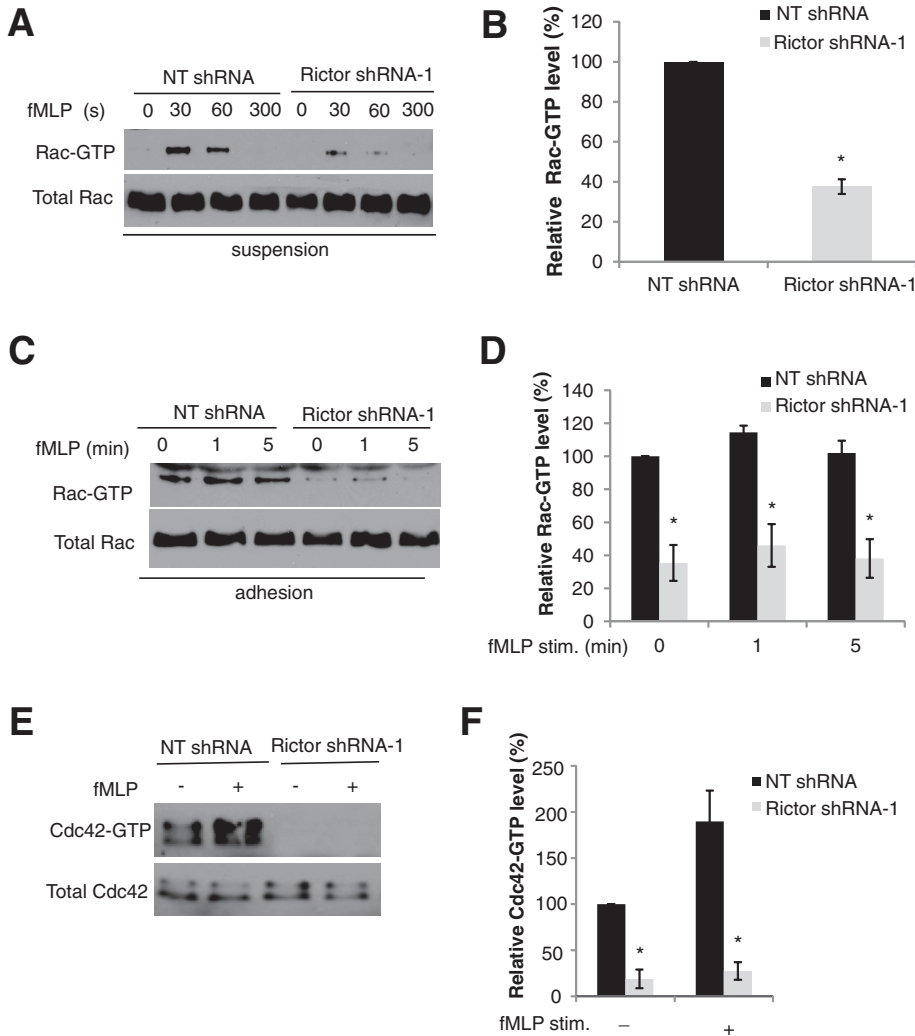 A
NT shRNA Rictor shRNA-1
fMLP (s) 0 30 60 300 0 30 60 300
Rac-GTP
Total Rac
suspension
B
Relative Rac-GTP level (%)
120
100
80
60
40
20
0
NT shRNA
Rictor shRNA-1
*
NT shRNA Rictor shRNA-1
C
NT shRNA Rictor shRNA-1
fMLP (min) 0 1 5 0 1 5
Rac-GTP
Total Rac
adhesion
D
Relative Rac-GTP level (%)
140
120
100
80
60
40
20
0
NT shRNA
Rictor shRNA-1
* * *
fMLP stim. (min) 0 1 5
E
NT shRNA Rictor shRNA-1
fMLP - + - +
Cdc42-GTP
Total Cdc42
F
Relative Cdc42-GTP level (%)
250
200
150
100
50
0
NT shRNA
Rictor shRNA-1
* *
fMLP stim. – +